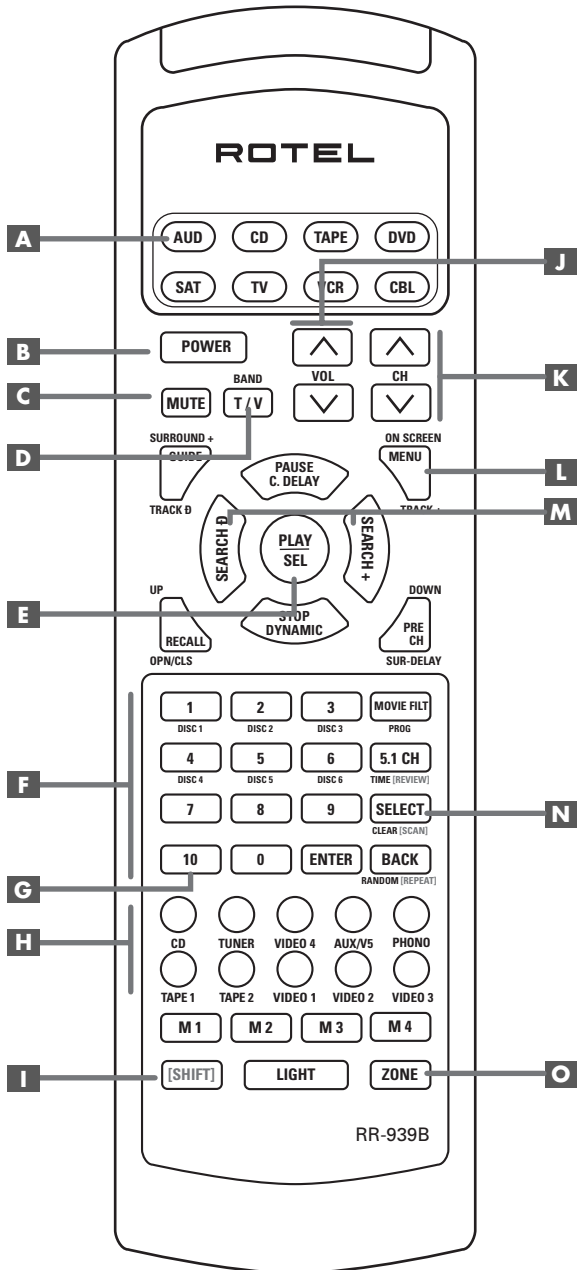 ROTEL
A
AUD CD TAPE DVD
J
SAT TV VCR CBL
B
POWER
VOL CH
K
C
MUTE
BAND
T / V
D
SURROUND +
GUIDE
ON SCREEN
MENU
L
PAUSE
C. DELAY
TRACK Đ
TRACK +
M
SEARCH Đ
PLAY
SEL
SEARCH +
E
UP
DOWN
STOP
DYNAMIC
RECALL
PRE
CH
OPN/CLS
SUR-DELAY
1 2 3 MOVIE FILT
DISC 1 DISC 2 DISC 3 PROG
4 5 6 5.1 CH
DISC 4 DISC 5 DISC 6 TIME [REVIEW]
F
7 8 9 SELECT
N
CLEAR [SCAN]
10 0 ENTER BACK
G
RANDOM [REPEAT]
H
CD TUNER VIDEO 4 AUX/V5 PHONO
TAPE 1 TAPE 2 VIDEO 1 VIDEO 2 VIDEO 3
M 1 M 2 M 3 M 4
I
[SHIFT] LIGHT ZONE
O
RR-939B